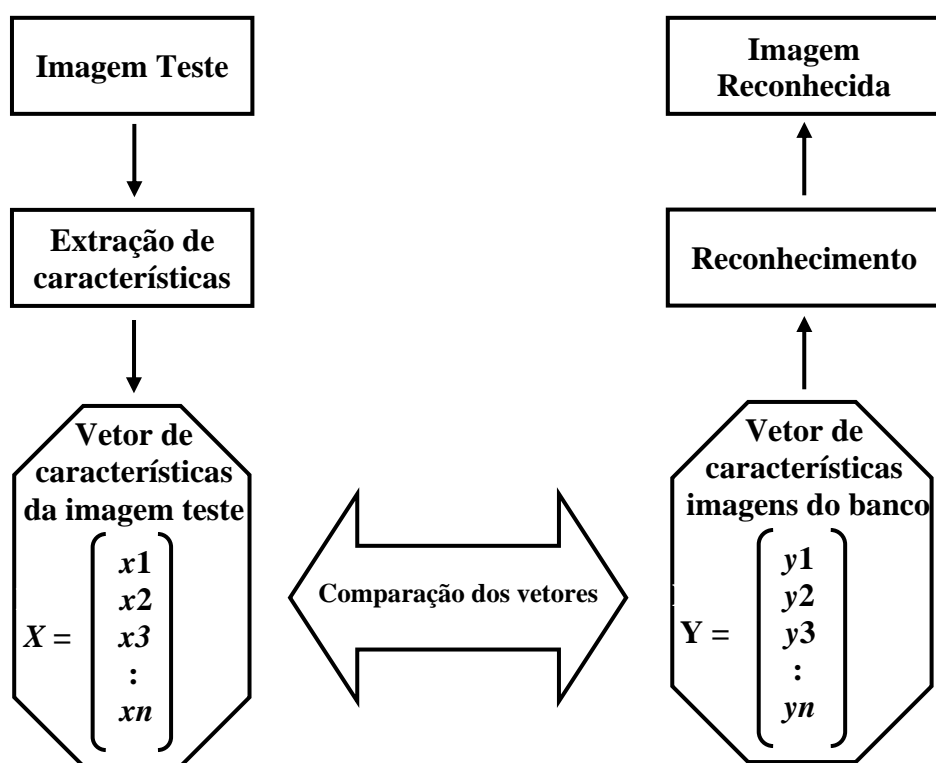 Imagem Teste
Extração de
características
Vetor de
características
da imagem teste
X =
x1
x2
x3
:
xn
Comparação dos vetores
Imagem
Reconhecida
Reconhecimento
Vetor de
características
imagens do banco
Y =
y1
y2
y3
:
yn